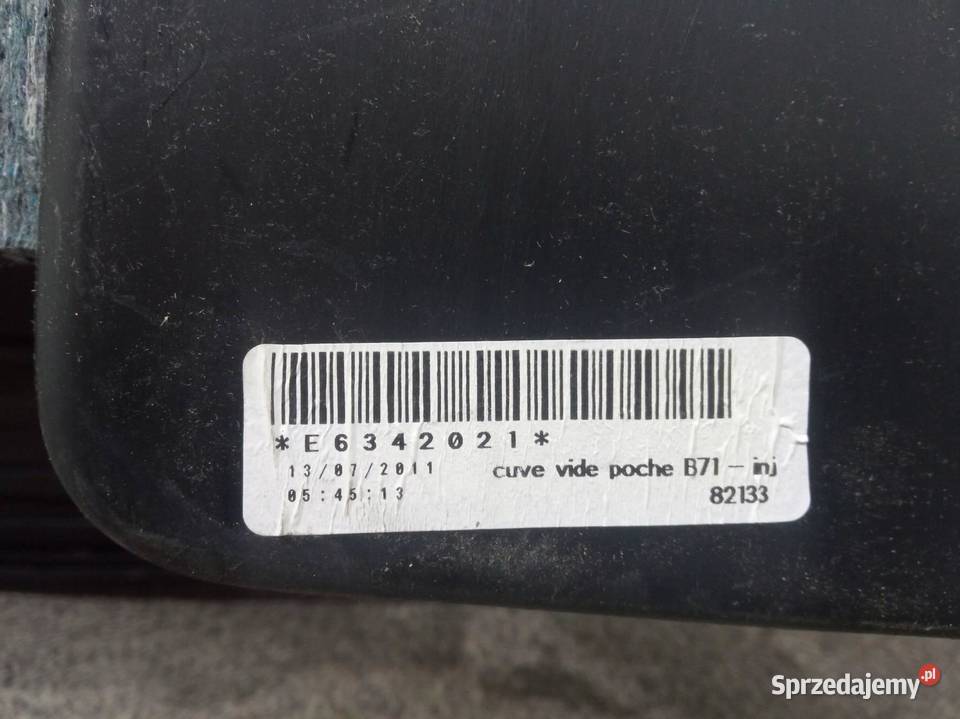 *E6342021*
13/07/2011 cuve vide poche B71 - inj
05:45:13 82133
Sprzedajemy.pl